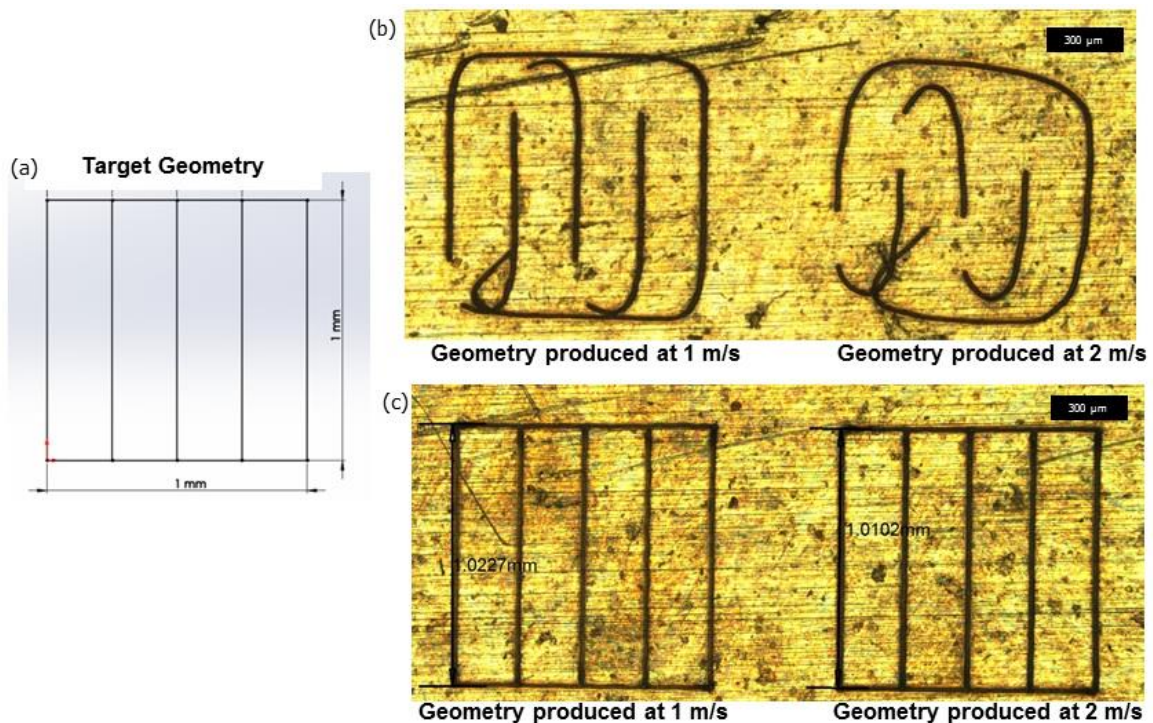 (a)
Target Geometry
1 mm
1 mm
(b)
300 µm
Geometry produced at 1 m/s
Geometry produced at 2 m/s
(c)
300 µm
1.0227mm
1.0102mm
Geometry produced at 1 m/s
Geometry produced at 2 m/s